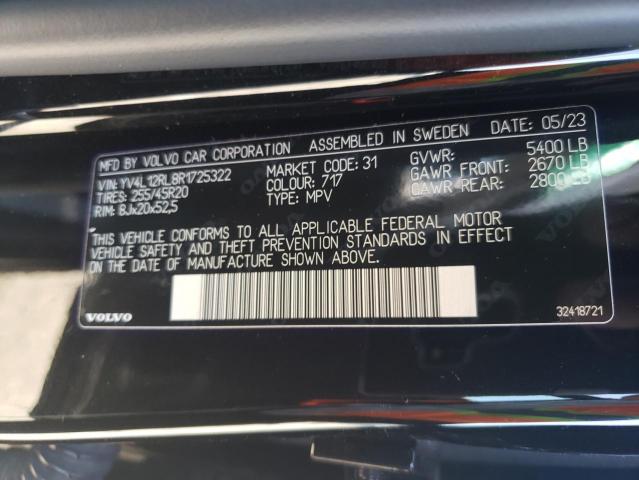 MFD BY VOLVO CAR CORPORATION ASSEMBLED IN SWEDEN DATE: 05/23
VIN: YV4L12RL8R1725322 MARKET CODE: 31 GVWR: 5400 LB
TIRES: 255/45R20 COLOUR: 717 GAWR FRONT: 2670 LB
RIM: 8Jx20x52,5 TYPE: MPV GAWR REAR: 2800 LB
THIS VEHICLE CONFORMS TO ALL APPLICABLE FEDERAL MOTOR
VEHICLE SAFETY AND THEFT PREVENTION STANDARDS IN EFFECT
ON THE DATE OF MANUFACTURE SHOWN ABOVE.
VOLVO 32418721